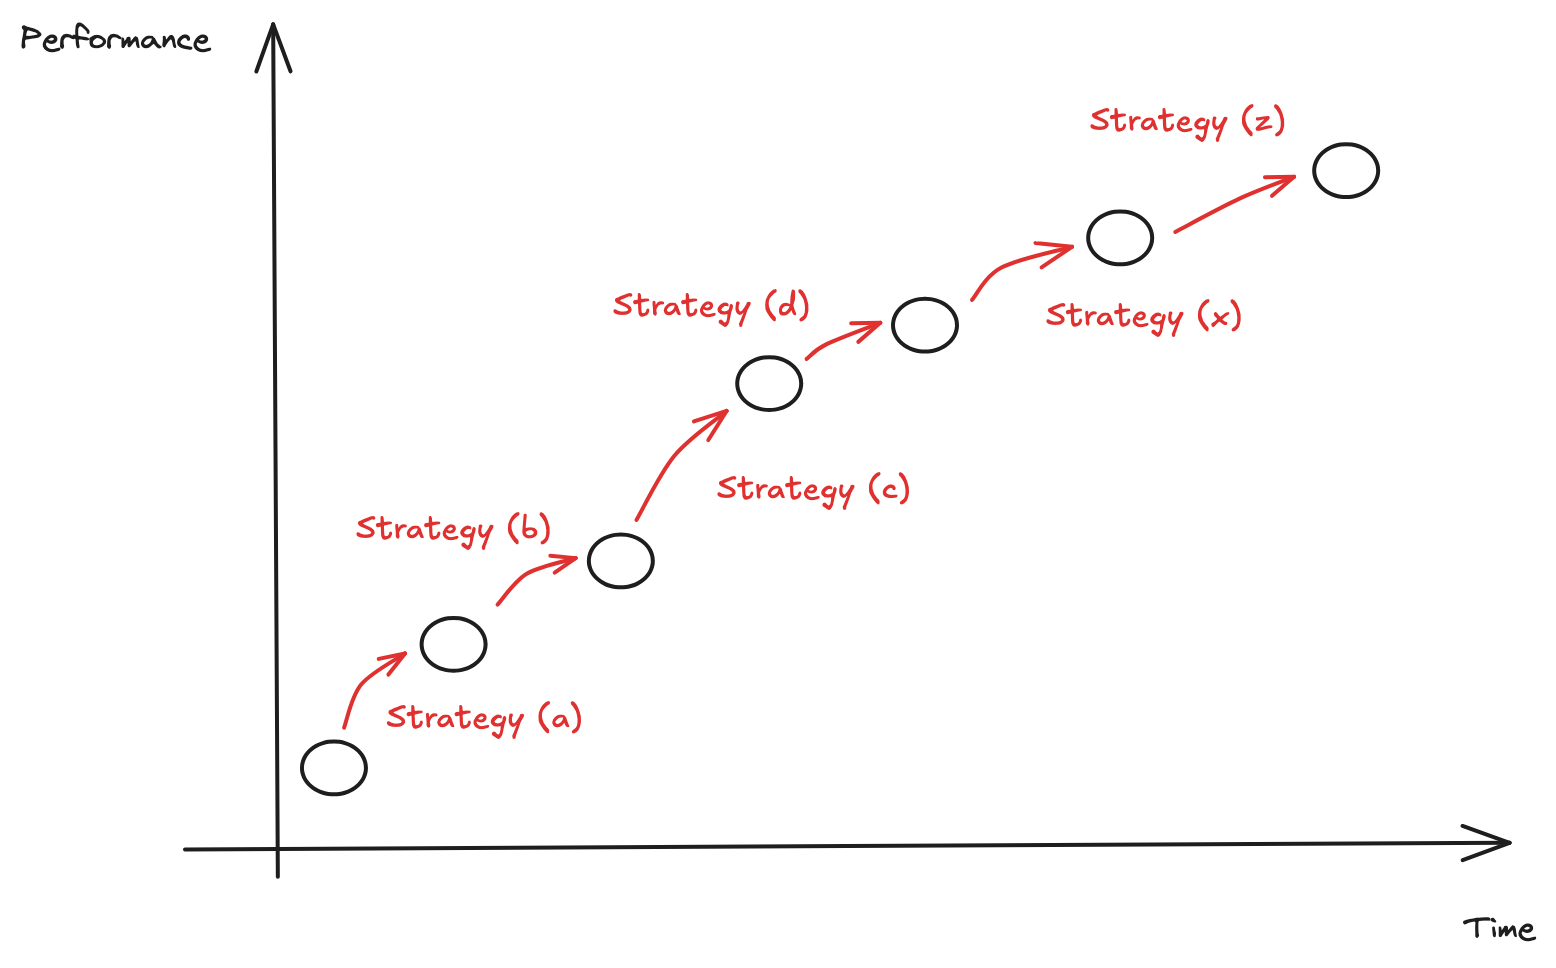 Performance
Strategy (z)
Strategy (d)
Strategy (x)
Strategy (c)
Strategy (b)
Strategy (a)
Time